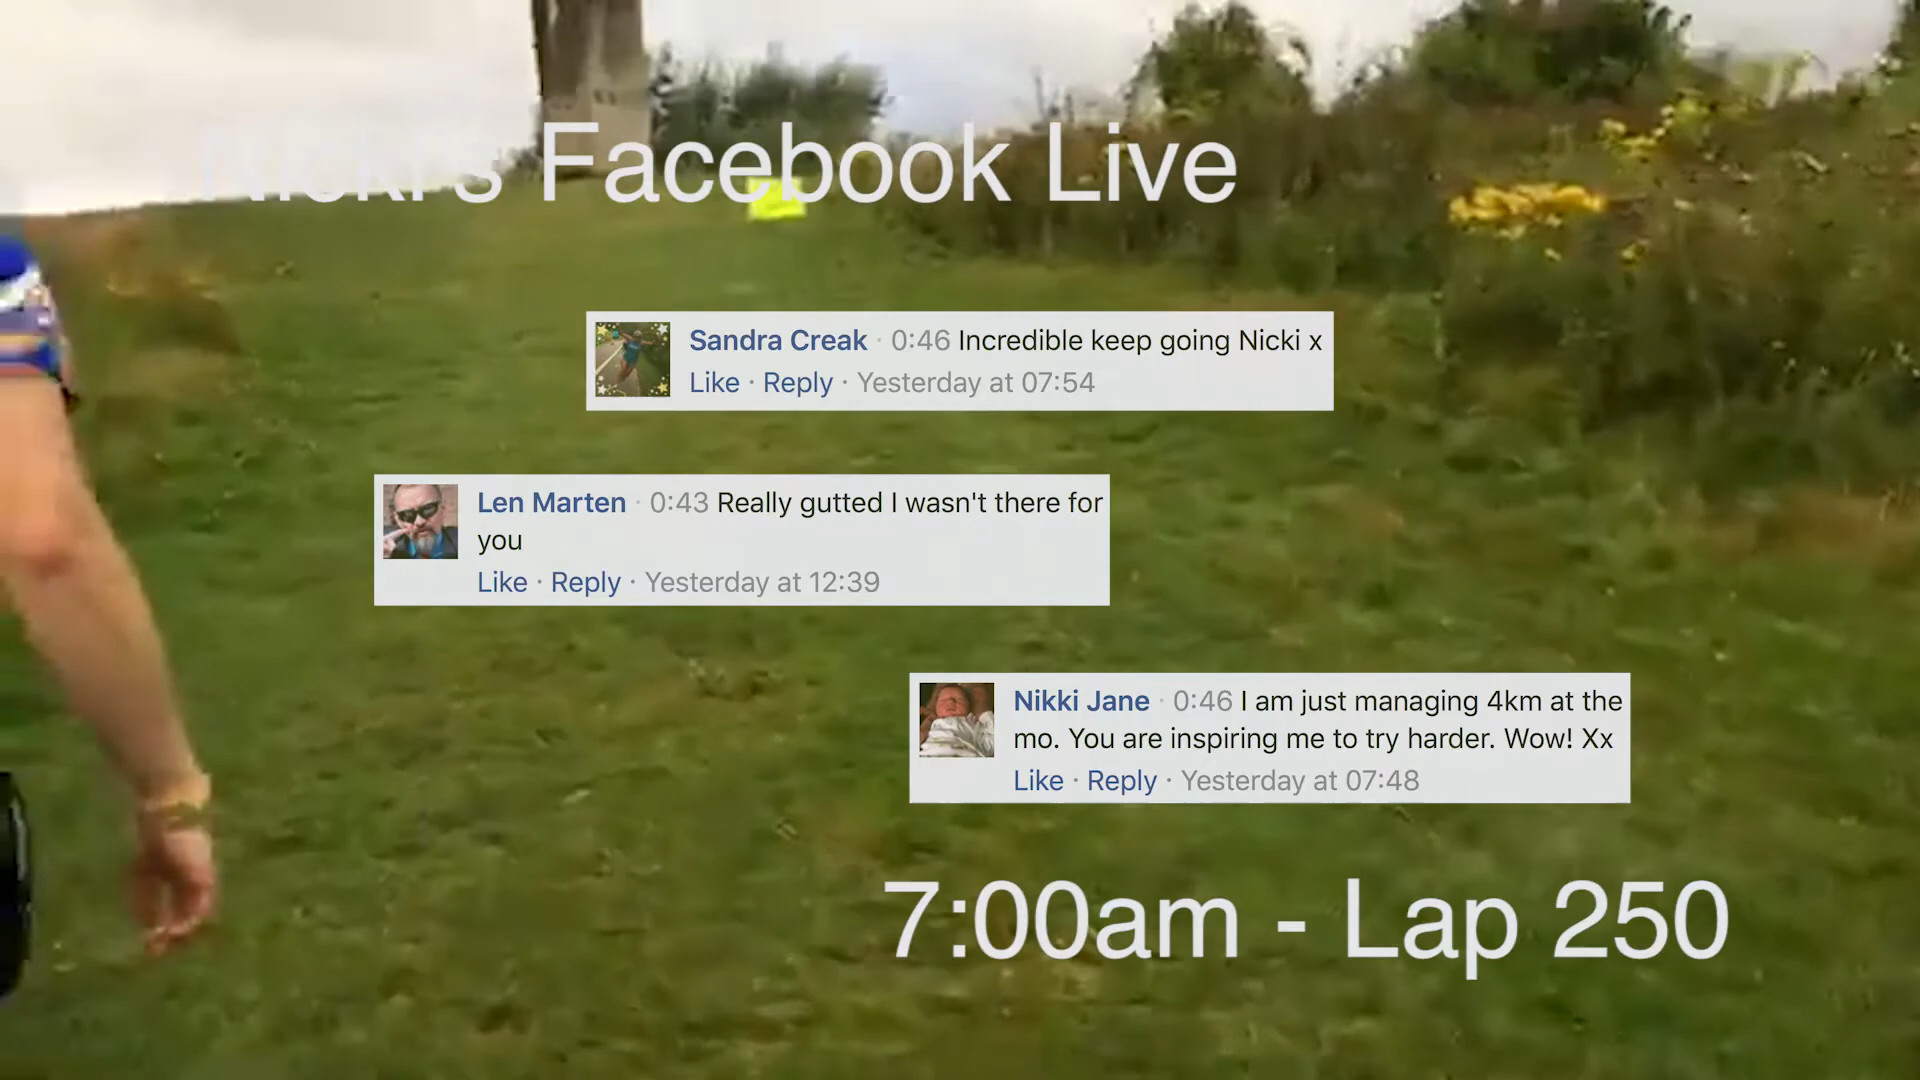 Nicki's Facebook Live
Sandra Creak · 0:46 Incredible keep going Nicki x
Like · Reply · Yesterday at 07:54
Len Marten · 0:43 Really gutted I wasn't there for
you
Like · Reply · Yesterday at 12:39
Nikki Jane · 0:46 I am just managing 4km at the
mo. You are inspiring me to try harder. Wow! Xx
Like · Reply · Yesterday at 07:48
7:00am - Lap 250